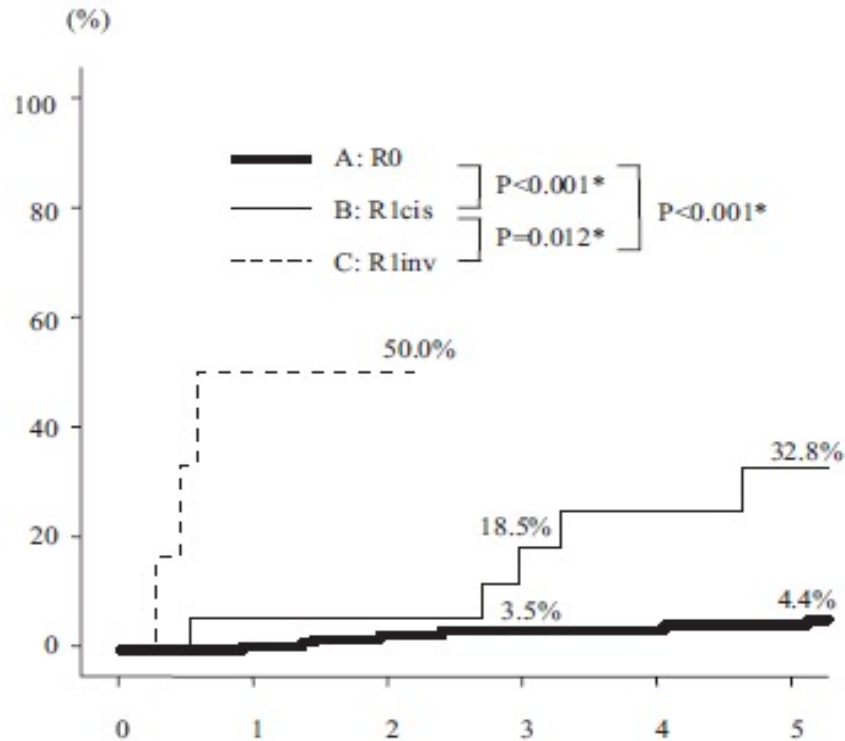 (%)
100
A: R0
P<0.001*
80
B: R1cis
P<0.001*
P=0.012*
C: R1inv
60
50.0%
40
32.8%
20
18.5%
3.5%
4.4%
0
0 1 2 3 4 5